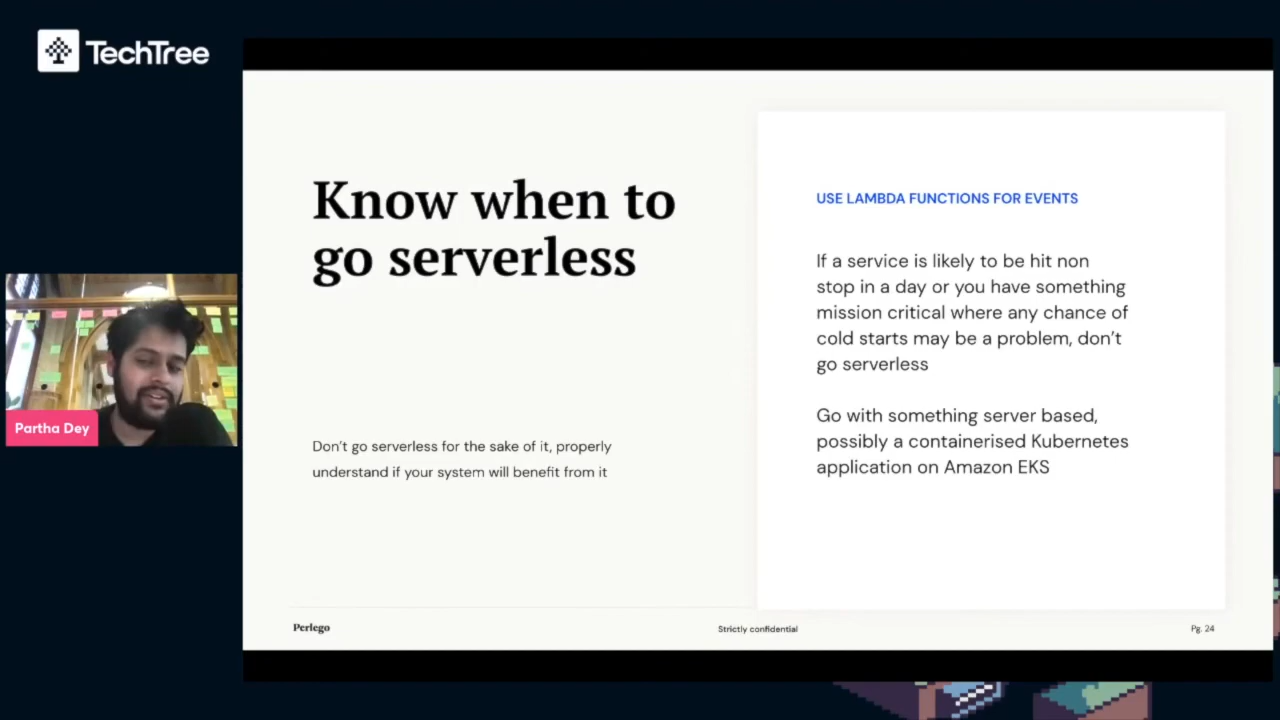 TechTree
Know when to
go serverless
Don’t go serverless for the sake of it, properly
understand if your system will benefit from it
USE LAMBDA FUNCTIONS FOR EVENTS
If a service is likely to be hit non
stop in a day or you have something
mission critical where any chance of
cold starts may be a problem, don’t
go serverless
Go with something server based,
possibly a containerised Kubernetes
application on Amazon EKS
Partha Dey
Perlego
Strictly confidential
Pg. 24